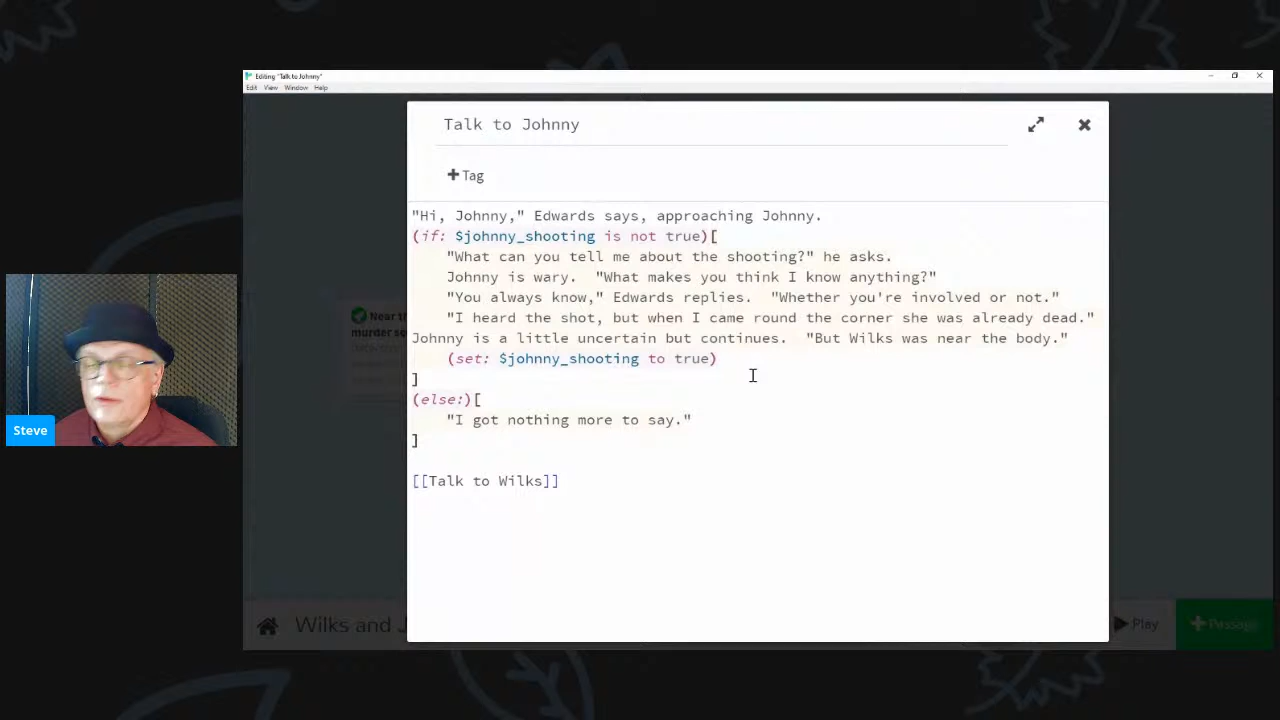 Editing "Talk to Johnny"
Edit View Window Help
Talk to Johnny
+ Tag
"Hi, Johnny," Edwards says, approaching Johnny.
(if: $johnny_shooting is not true)[
"What can you tell me about the shooting?" he asks.
Johnny is wary.  "What makes you think I know anything?"
"You always know," Edwards replies.  "Whether you're involved or not."
"I heard the shot, but when I came round the corner she was already dead."
Johnny is a little uncertain but continues.  "But Wilks was near the body."
(set: $johnny_shooting to true)
]
(else:)[
"I got nothing more to say."
]
[[Talk to Wilks]]
Near th
murder s
Steve
Wilks and J
Play
+ Passage